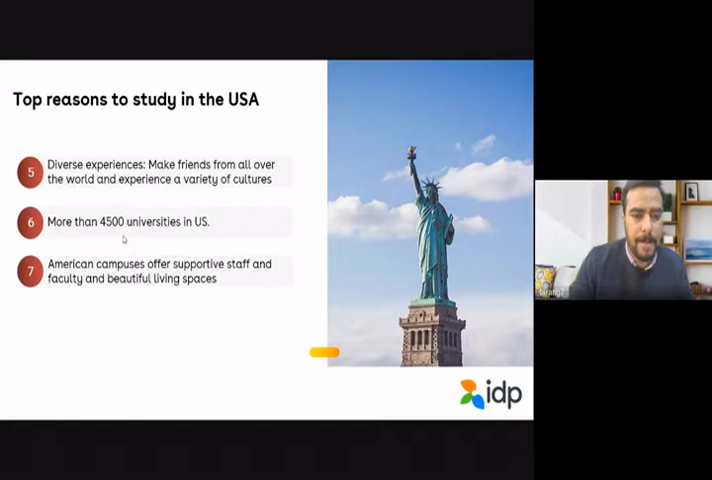 Top reasons to study in the USA
5
Diverse experiences: Make friends from all over
the world and experience a variety of cultures
6
More than 4500 universities in US.
7
American campuses offer supportive staff and
faculty and beautiful living spaces
idp